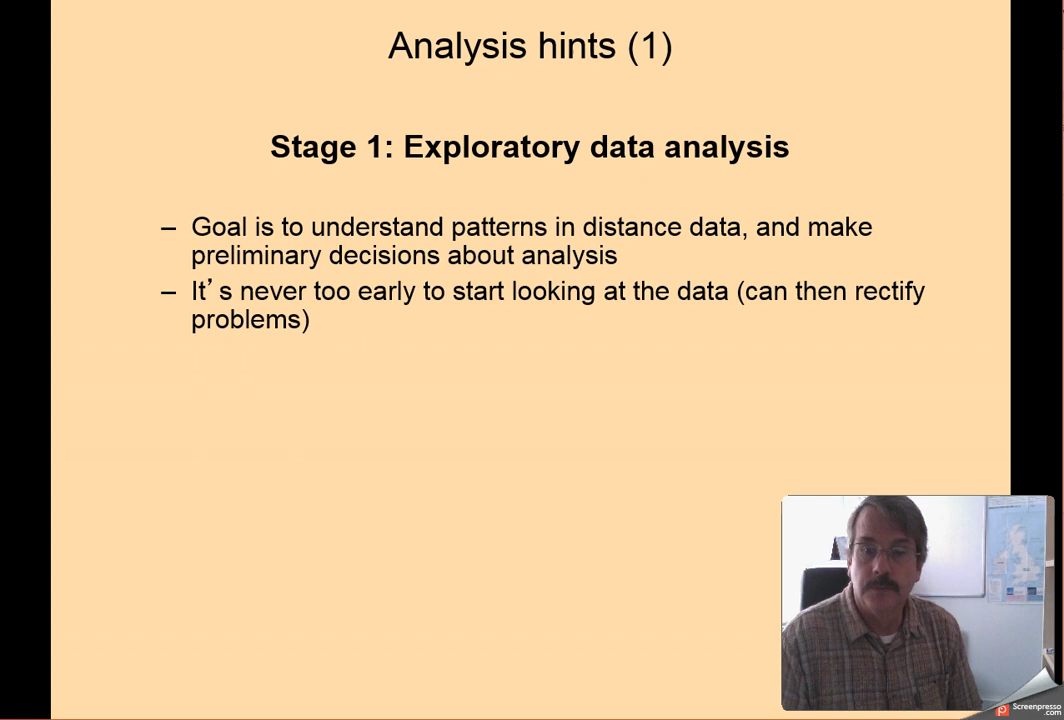 Analysis hints (1)
Stage 1: Exploratory data analysis
– Goal is to understand patterns in distance data, and make
preliminary decisions about analysis
– It’ s never too early to start looking at the data (can then rectify
problems)
Screenpresso
.com